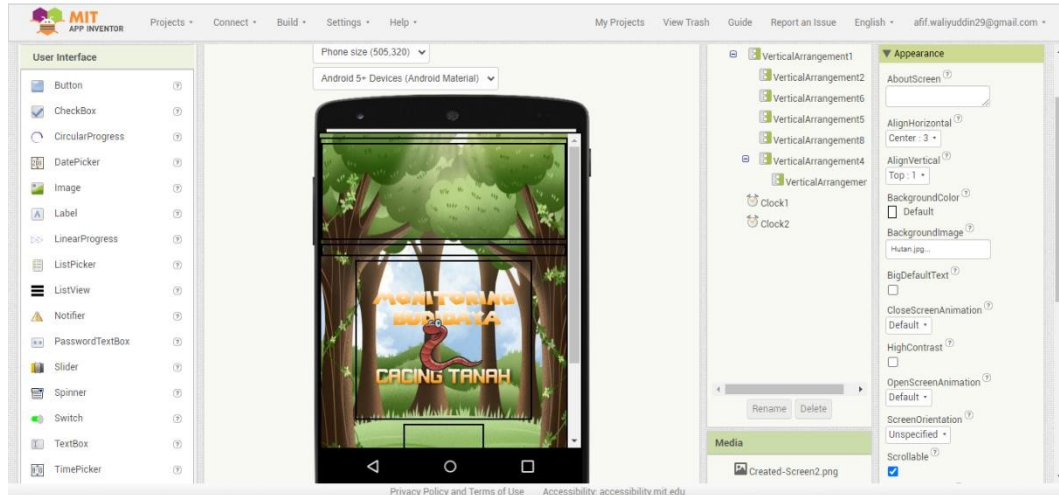 MIT
APP INVENTOR
Projects
Connect
Build
Settings
Help
My Projects
View Trash
Guide
Report an Issue
English
afif.waliyuddin29@gmail.com
User Interface
Button
CheckBox
CircularProgress
DatePicker
Image
Label
LinearProgress
ListPicker
ListView
Notifier
PasswordTextBox
Slider
Spinner
Switch
TextBox
TimePicker
Phone size (505,320)
Android 5+ Devices (Android Material)
MONITORING
BUDIDAYA
CACING TANAH
VerticalArrangement1
VerticalArrangement2
VerticalArrangement6
VerticalArrangement5
VerticalArrangement8
VerticalArrangement4
VerticalArrangemer
Clock1
Clock2
Rename
Delete
Media
Created-Screen2.png
Appearance
AboutScreen
AlignHorizontal
Center : 3
AlignVertical
Top : 1
BackgroundColor
Default
BackgroundImage
Hutan.jpg...
BigDefaultText
CloseScreenAnimation
Default
HighContrast
OpenScreenAnimation
Default
ScreenOrientation
Unspecified
Scrollable
Privacy Policy and Terms of Use
Accessibility: accessibility.mit.edu